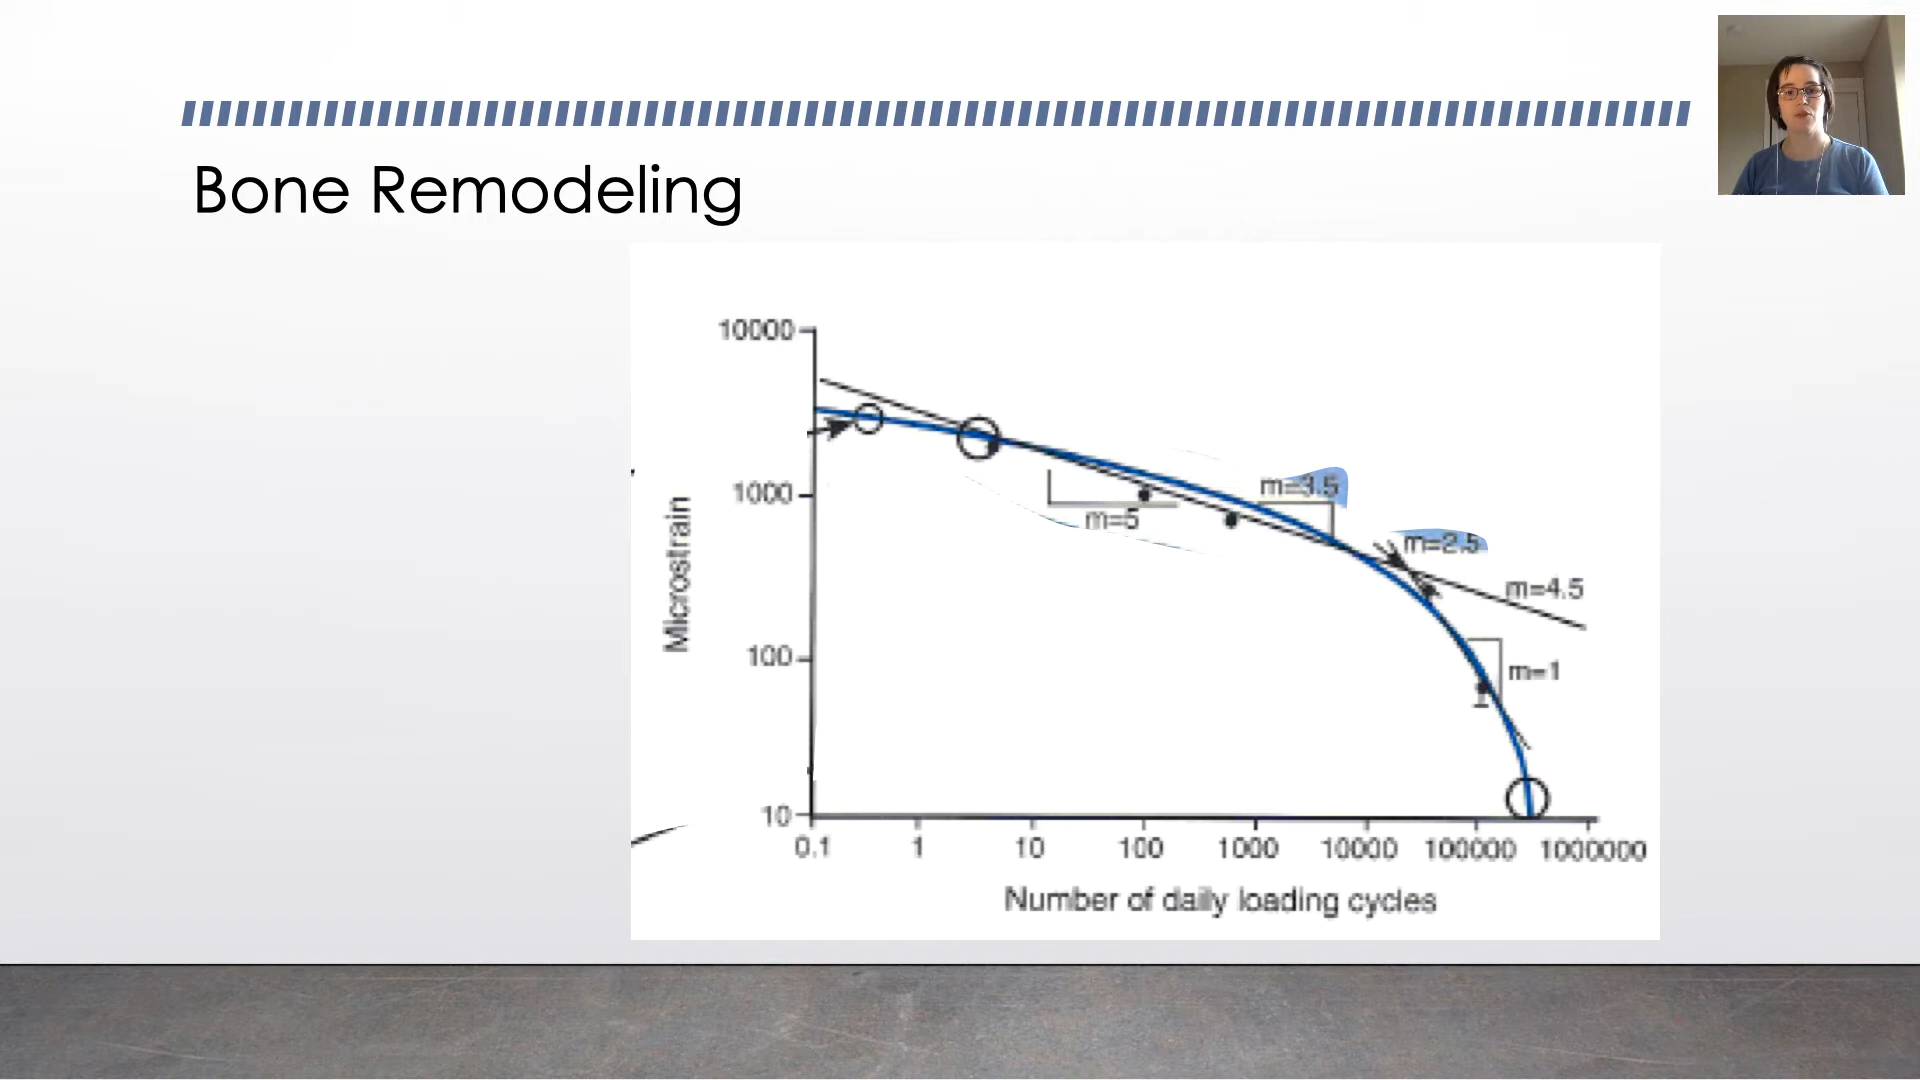 Bone Remodeling
10000
1000
100
10
Microstrain
m=5
m=3.5
m=2.5
m=4.5
m=1
0.1 1 10 100 1000 10000 100000 1000000
Number of daily loading cycles